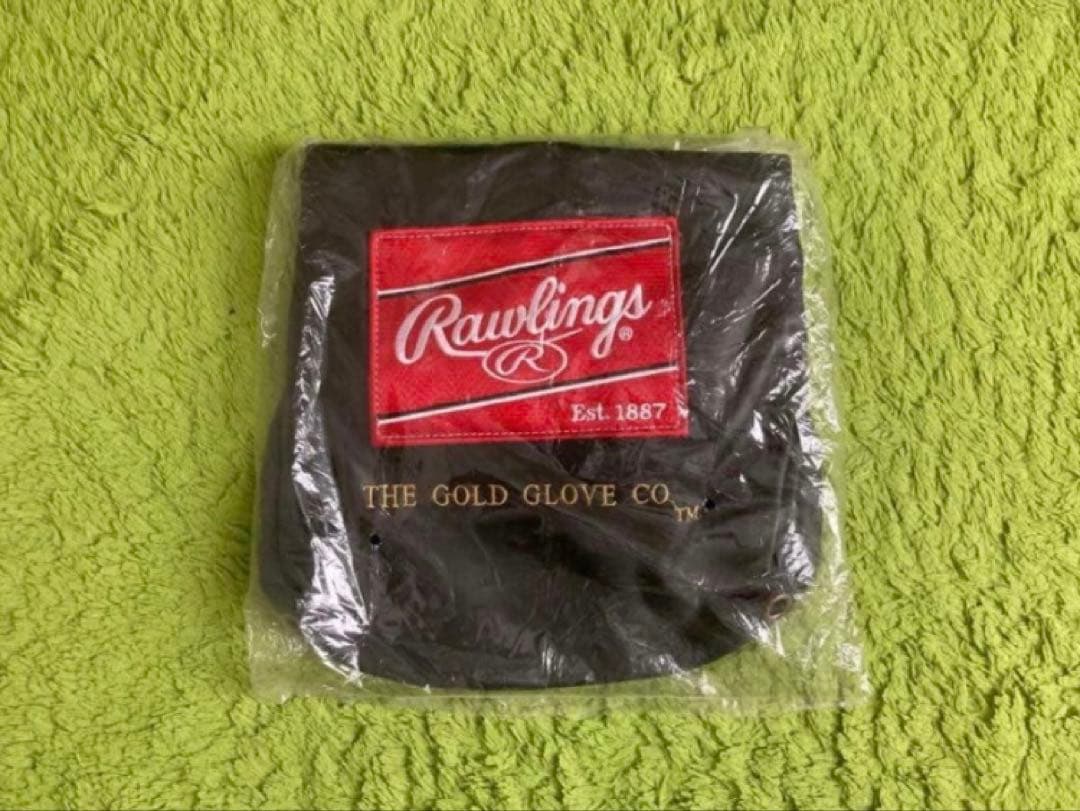 Rawlings®
R
Est. 1887
THE GOLD GLOVE CO.™